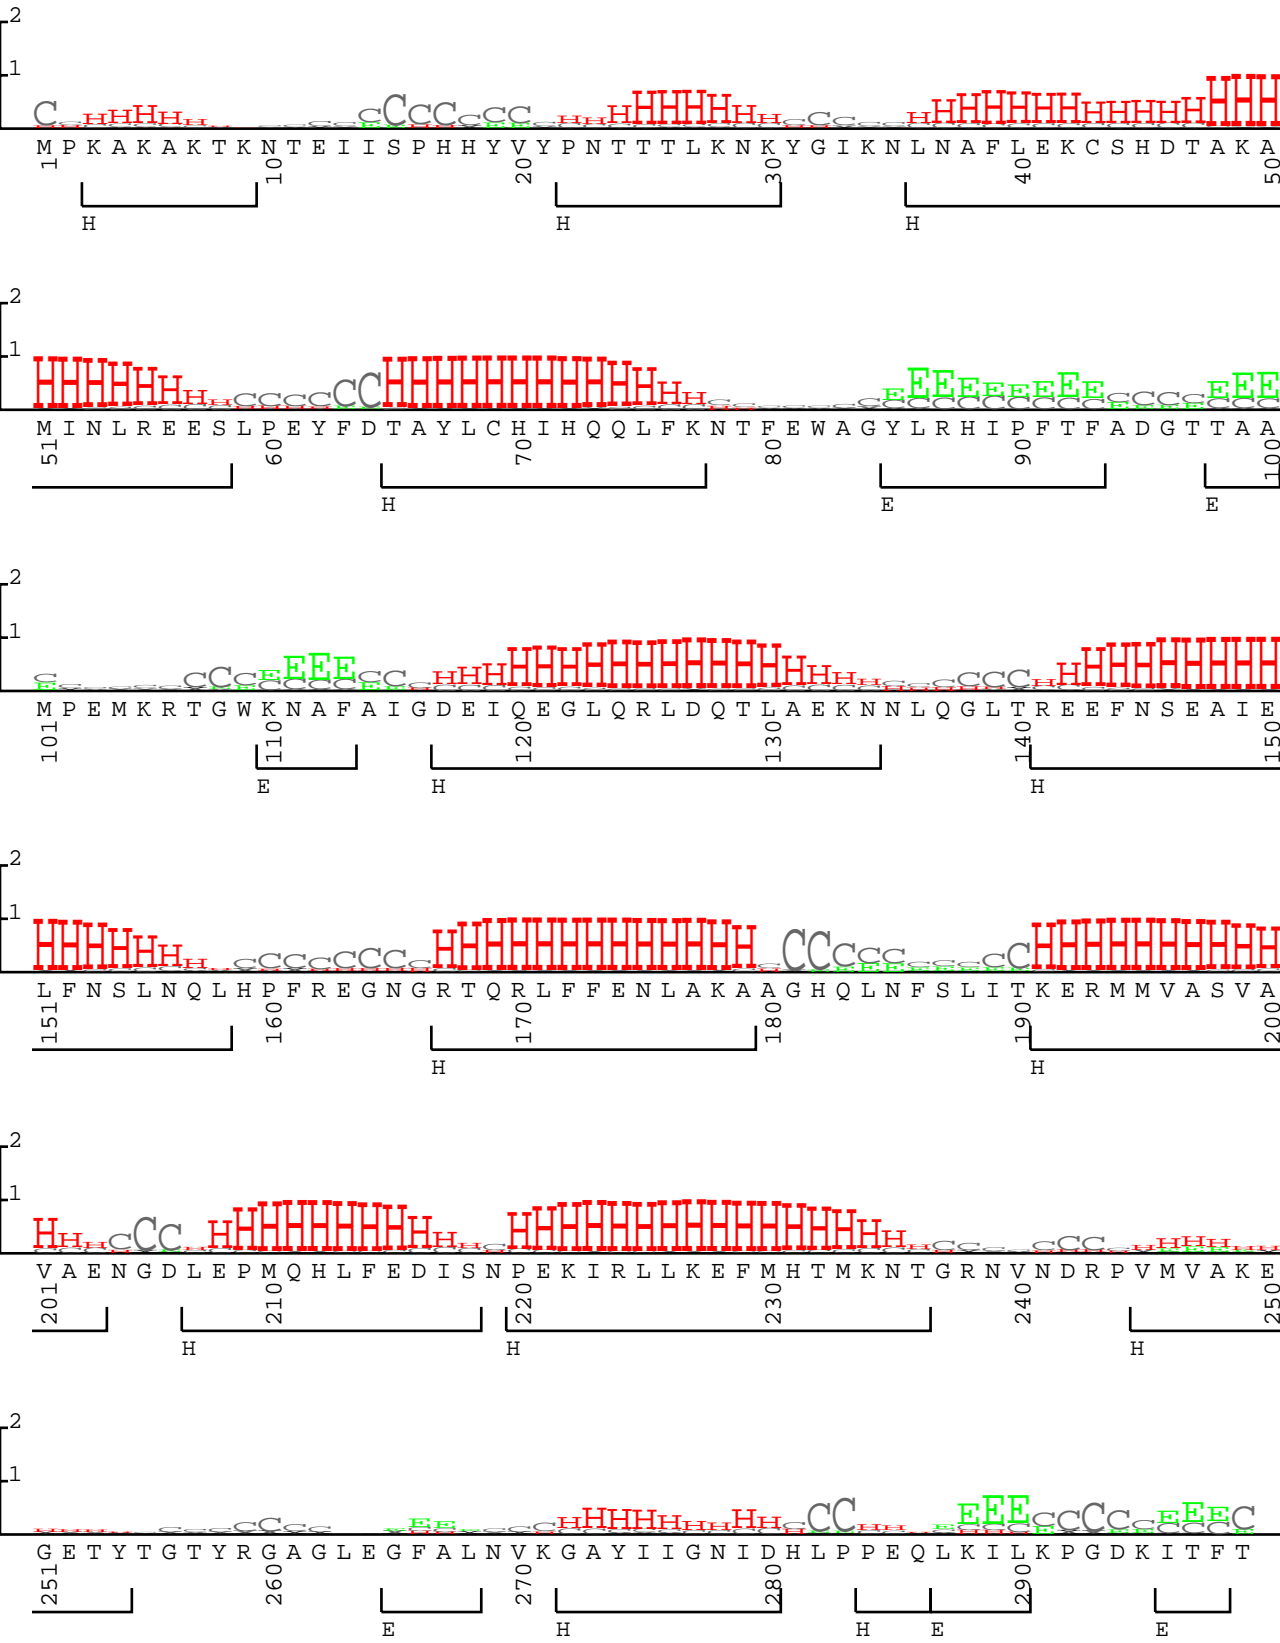 2
1
M P K A K A K T K N T E I I S P H H Y V Y P N T T T L K N K Y G I K N L N A F L E K C S H D T A K A
1 10 20 30 40 50
H H H
2
1
M I N L R E E S L P E Y F D T A Y L C H I H Q Q L F K N T F E W A G Y L R H I P F T F A D G T T A A
51 60 70 80 90 100
H E E
2
1
M P E M K R T G W K N A F A I G D E I Q E G L Q R L D Q T L A E K N N L Q G L T R E E F N S E A I E
101 110 120 130 140 150
E H H
2
1
L F N S L N Q L H P F R E G N G R T Q R L F F E N L A K A A G H Q L N F S L I T K E R M M V A S V A
151 160 170 180 190 200
H H
2
1
V A E N G D L E P M Q H L F E D I S N P E K I R L L K E F M H T M K N T G R N V N D R P V M V A K E
201 210 220 230 240 250
H H H
2
1
G E T Y T G T Y R G A G L E G F A L N V K G A Y I I G N I D H L P P E Q L K I L K P G D K I T F T
251 260 270 280 290
E H H E E